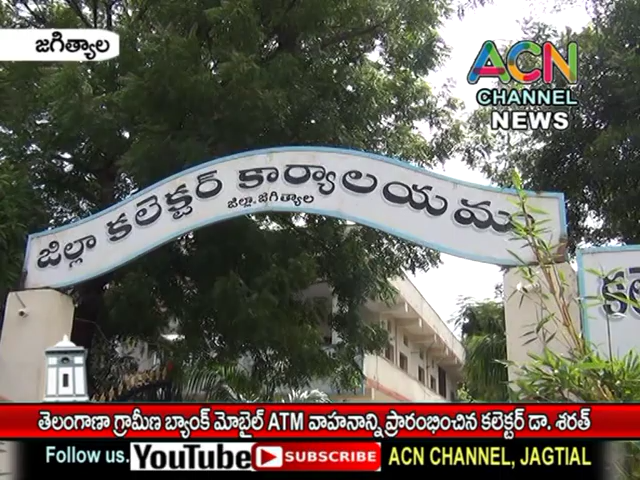 జగిత్యాల
ACN
CHANNEL
NEWS
జిల్లా కలెక్టర్ కార్యాలయము
జిల్లా. జగిత్యాల
తెలంగాణా గ్రామీణ బ్యాంక్ మోబైల్ ATM వాహనాన్ని ప్రారంభించిన కలెక్టర్ డా. శరత్
Follow us. YouTube SUBSCRIBE ACN CHANNEL, JAGTIAL